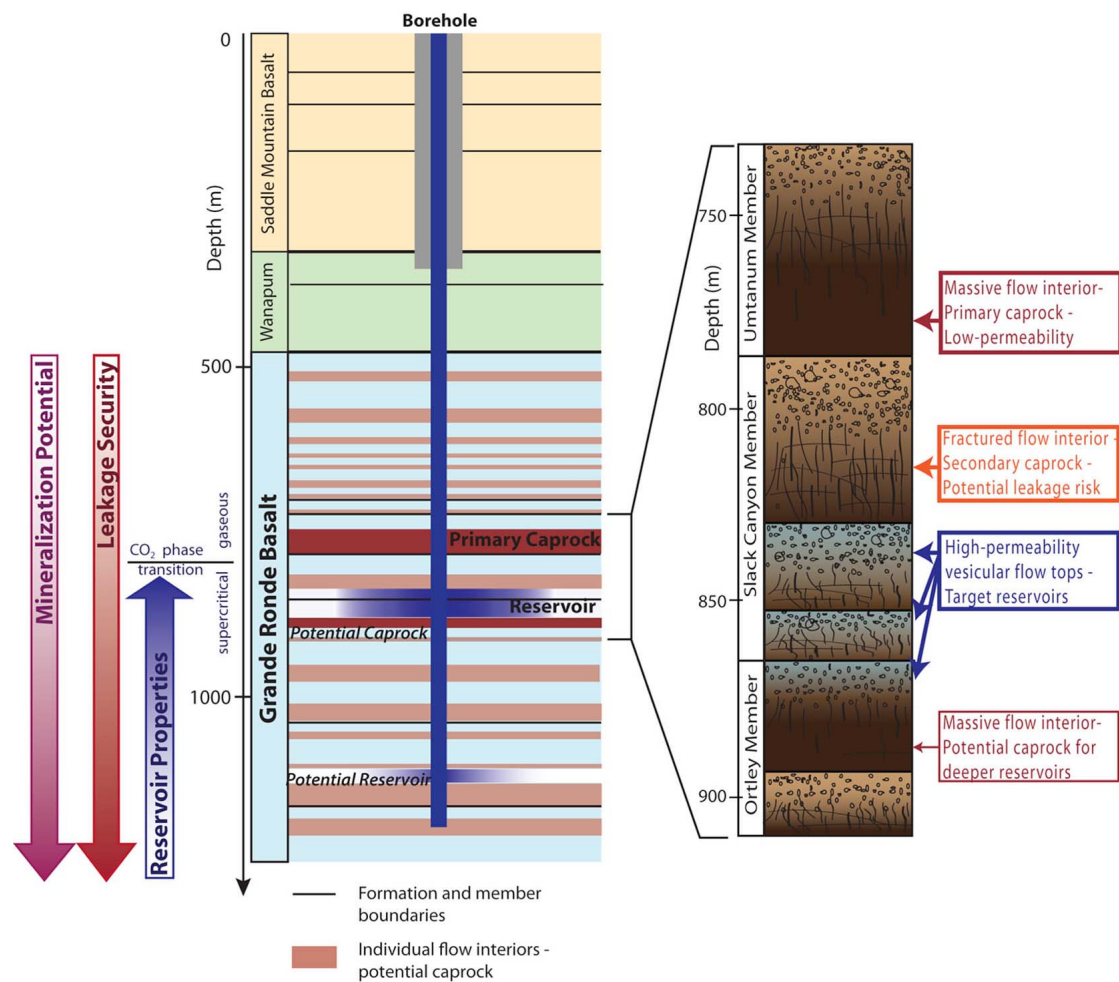 Borehole
0
500
1000
Depth (m)
Saddle Mountain Basalt
Wanapum
Grande Ronde Basalt
Mineralization Potential
Leakage Security
Reservoir Properties
gaseous
CO₂ phase
transition
supercritical
Primary Caprock
Reservoir
Potential Caprock
Potential Reservoir
Formation and member
boundaries
Individual flow interiors -
potential caprock
Depth (m)
750
800
850
900
Umtanum Member
Slack Canyon Member
Ortley Member
Massive flow interior-
Primary caprock -
Low-permeability
Fractured flow interior -
Secondary caprock -
Potential leakage risk
High-permeability
vesicular flow tops -
Target reservoirs
Massive flow interior-
Potential caprock for
deeper reservoirs